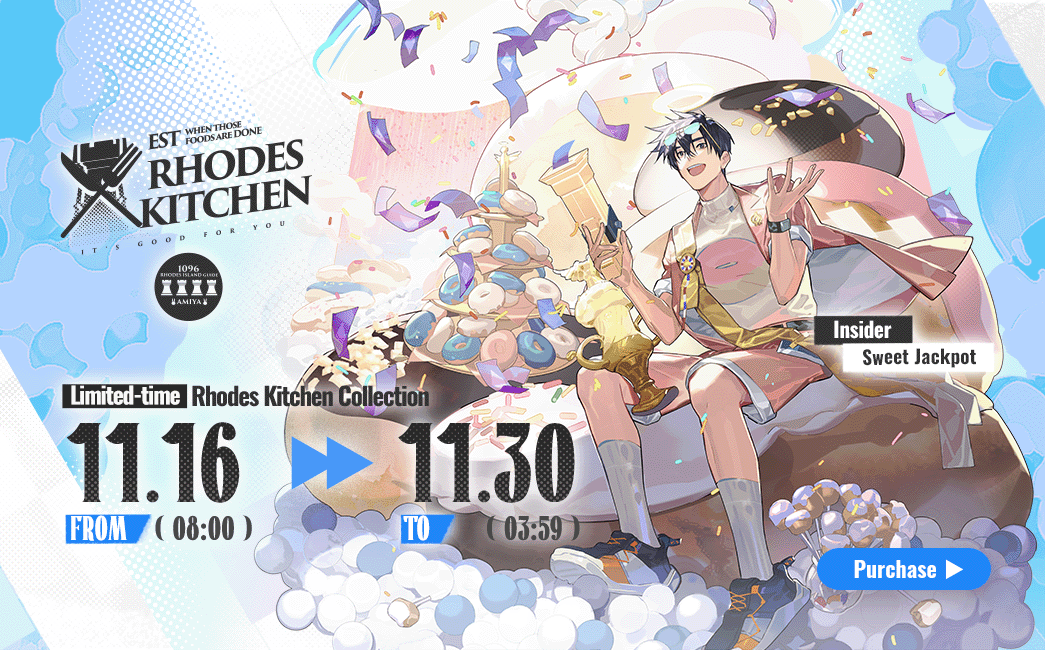 EST WHEN THOSE
FOODS ARE DONE
RHODES
KITCHEN
IT'S GOOD FOR YOU
1096
RHODES ISLAND GUIDE
AMIYA
Limited-time Rhodes Kitchen Collection
11.16 11.30
FROM ( 08:00 ) TO ( 03:59 )
Insider
Sweet Jackpot
Purchase